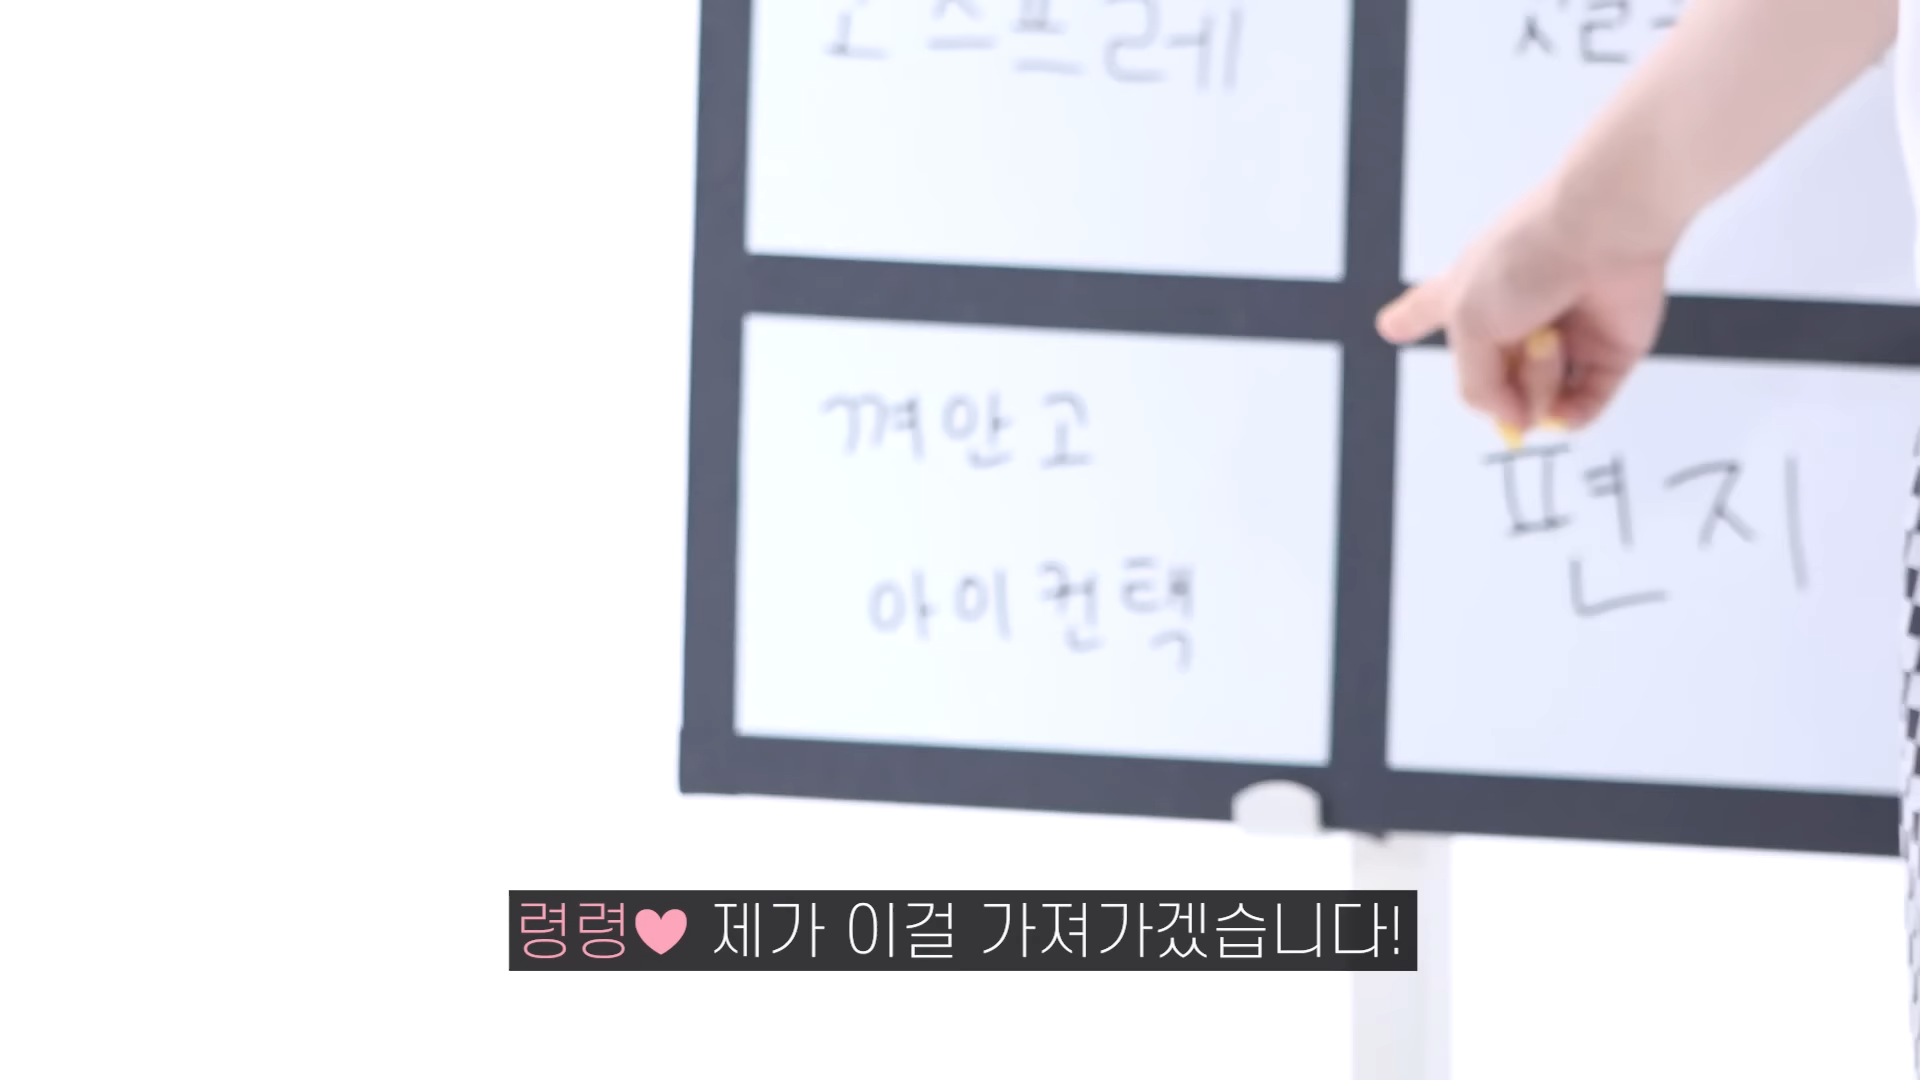 코스프레
껴안고
아이컨택
편지
령령♥ 제가 이걸 가져가겠습니다!